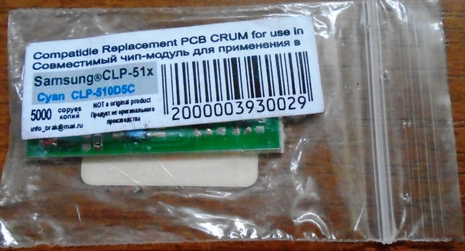 Compatidle Replacement PCB CRUM for use in
Совместимый чип-модуль для применения в
Samsung®CLP-51x
Cyan CLP-510D5C
5000 copyes
копии
NOT a original product
Продукт не оригинального
производства
info_brak@mail.ru
2000003930029